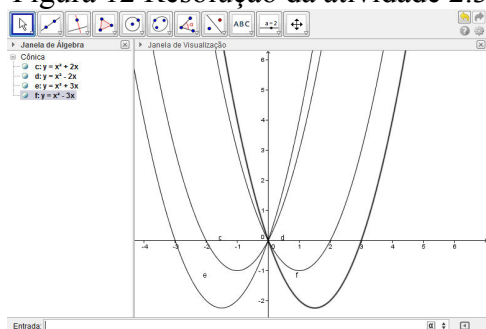 Figura 12 Resolução da atividade 2.3
ABC
a=2
Janela de Álgebra
Janela de Visualização
Cônica
c: y = x² + 2x
d: y = x² - 2x
e: y = x² + 3x
f: y = x² - 3x
6
5
4
3
2
1
0
-4 -3 -2 -1 0 1 2 3 4 5 6
-1
-2
c
d
e
f
Entrada:
α